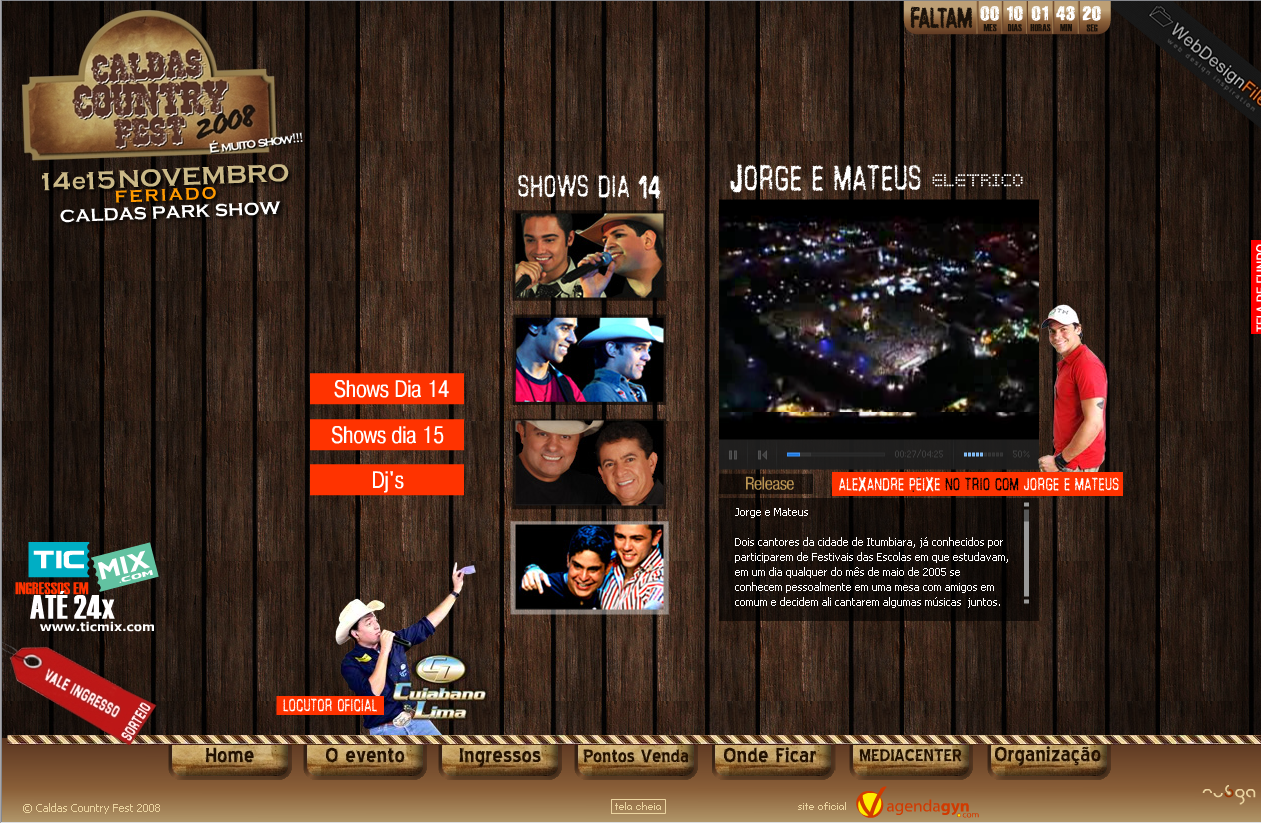 CALDAS
COUNTRY
FEST 2008
É MUITO SHOW!!!
14e15 NOVEMBRO
FERIADO
CALDAS PARK SHOW
FALTAM 00 10 01 43 20
MES DIAS HORAS MIN SEG
WebDesignFile
web design inspiration
SHOWS DIA 14
JORGE E MATEUS ELETRICO
TELA DE FUNDO
Shows Dia 14
Shows dia 15
Dj's
00:27/04:25 50%
Release
ALEXANDRE PEIXE NO TRIO COM JORGE E MATEUS
Jorge e Mateus
Dois cantores da cidade de Itumbiara, já conhecidos por
participarem de Festivais das Escolas em que estudavam,
em um dia qualquer do mês de maio de 2005 se
conhecem pessoalmente em uma mesa com amigos em
comum e decidem ali cantarem algumas músicas juntos.
TIC
MIX
.COM
INGRESSOS EM
ATÉ 24x
www.ticmix.com
VALE INGRESSO
SORTEIO
LOCUTOR OFICIAL
Cuiabano
Lima
Home
O evento
Ingressos
Pontos Venda
Onde Ficar
MEDIACENTER
Organização
© Caldas Country Fest 2008
tela cheia
site oficial
agendagyn
.com